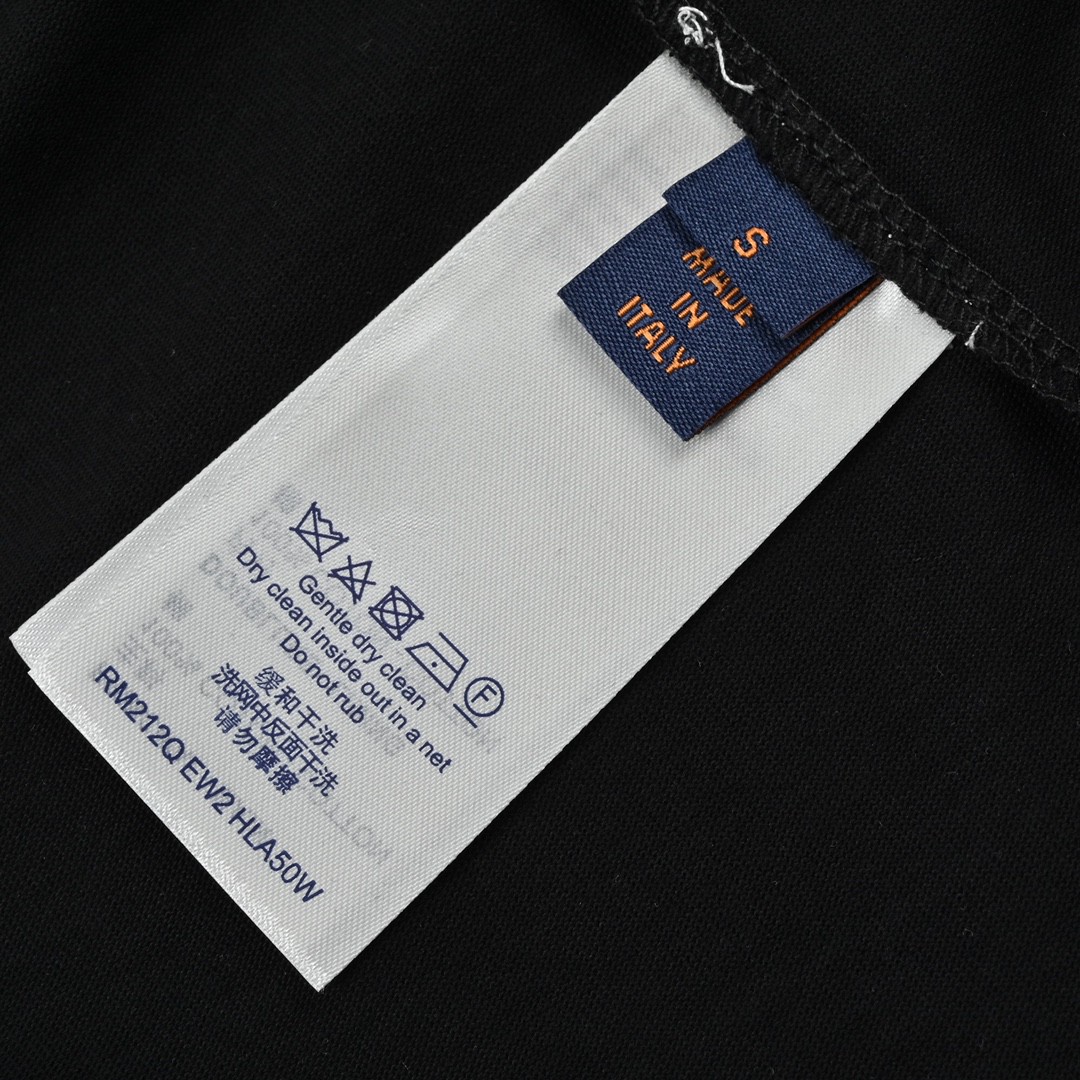 S
MADE
IN
ITALY
F
Gentle dry clean
Dry clean inside out in a net
Do not rub
缓和干洗
洗网中反面干洗
请勿摩擦
RM212Q EW2 HLA50W